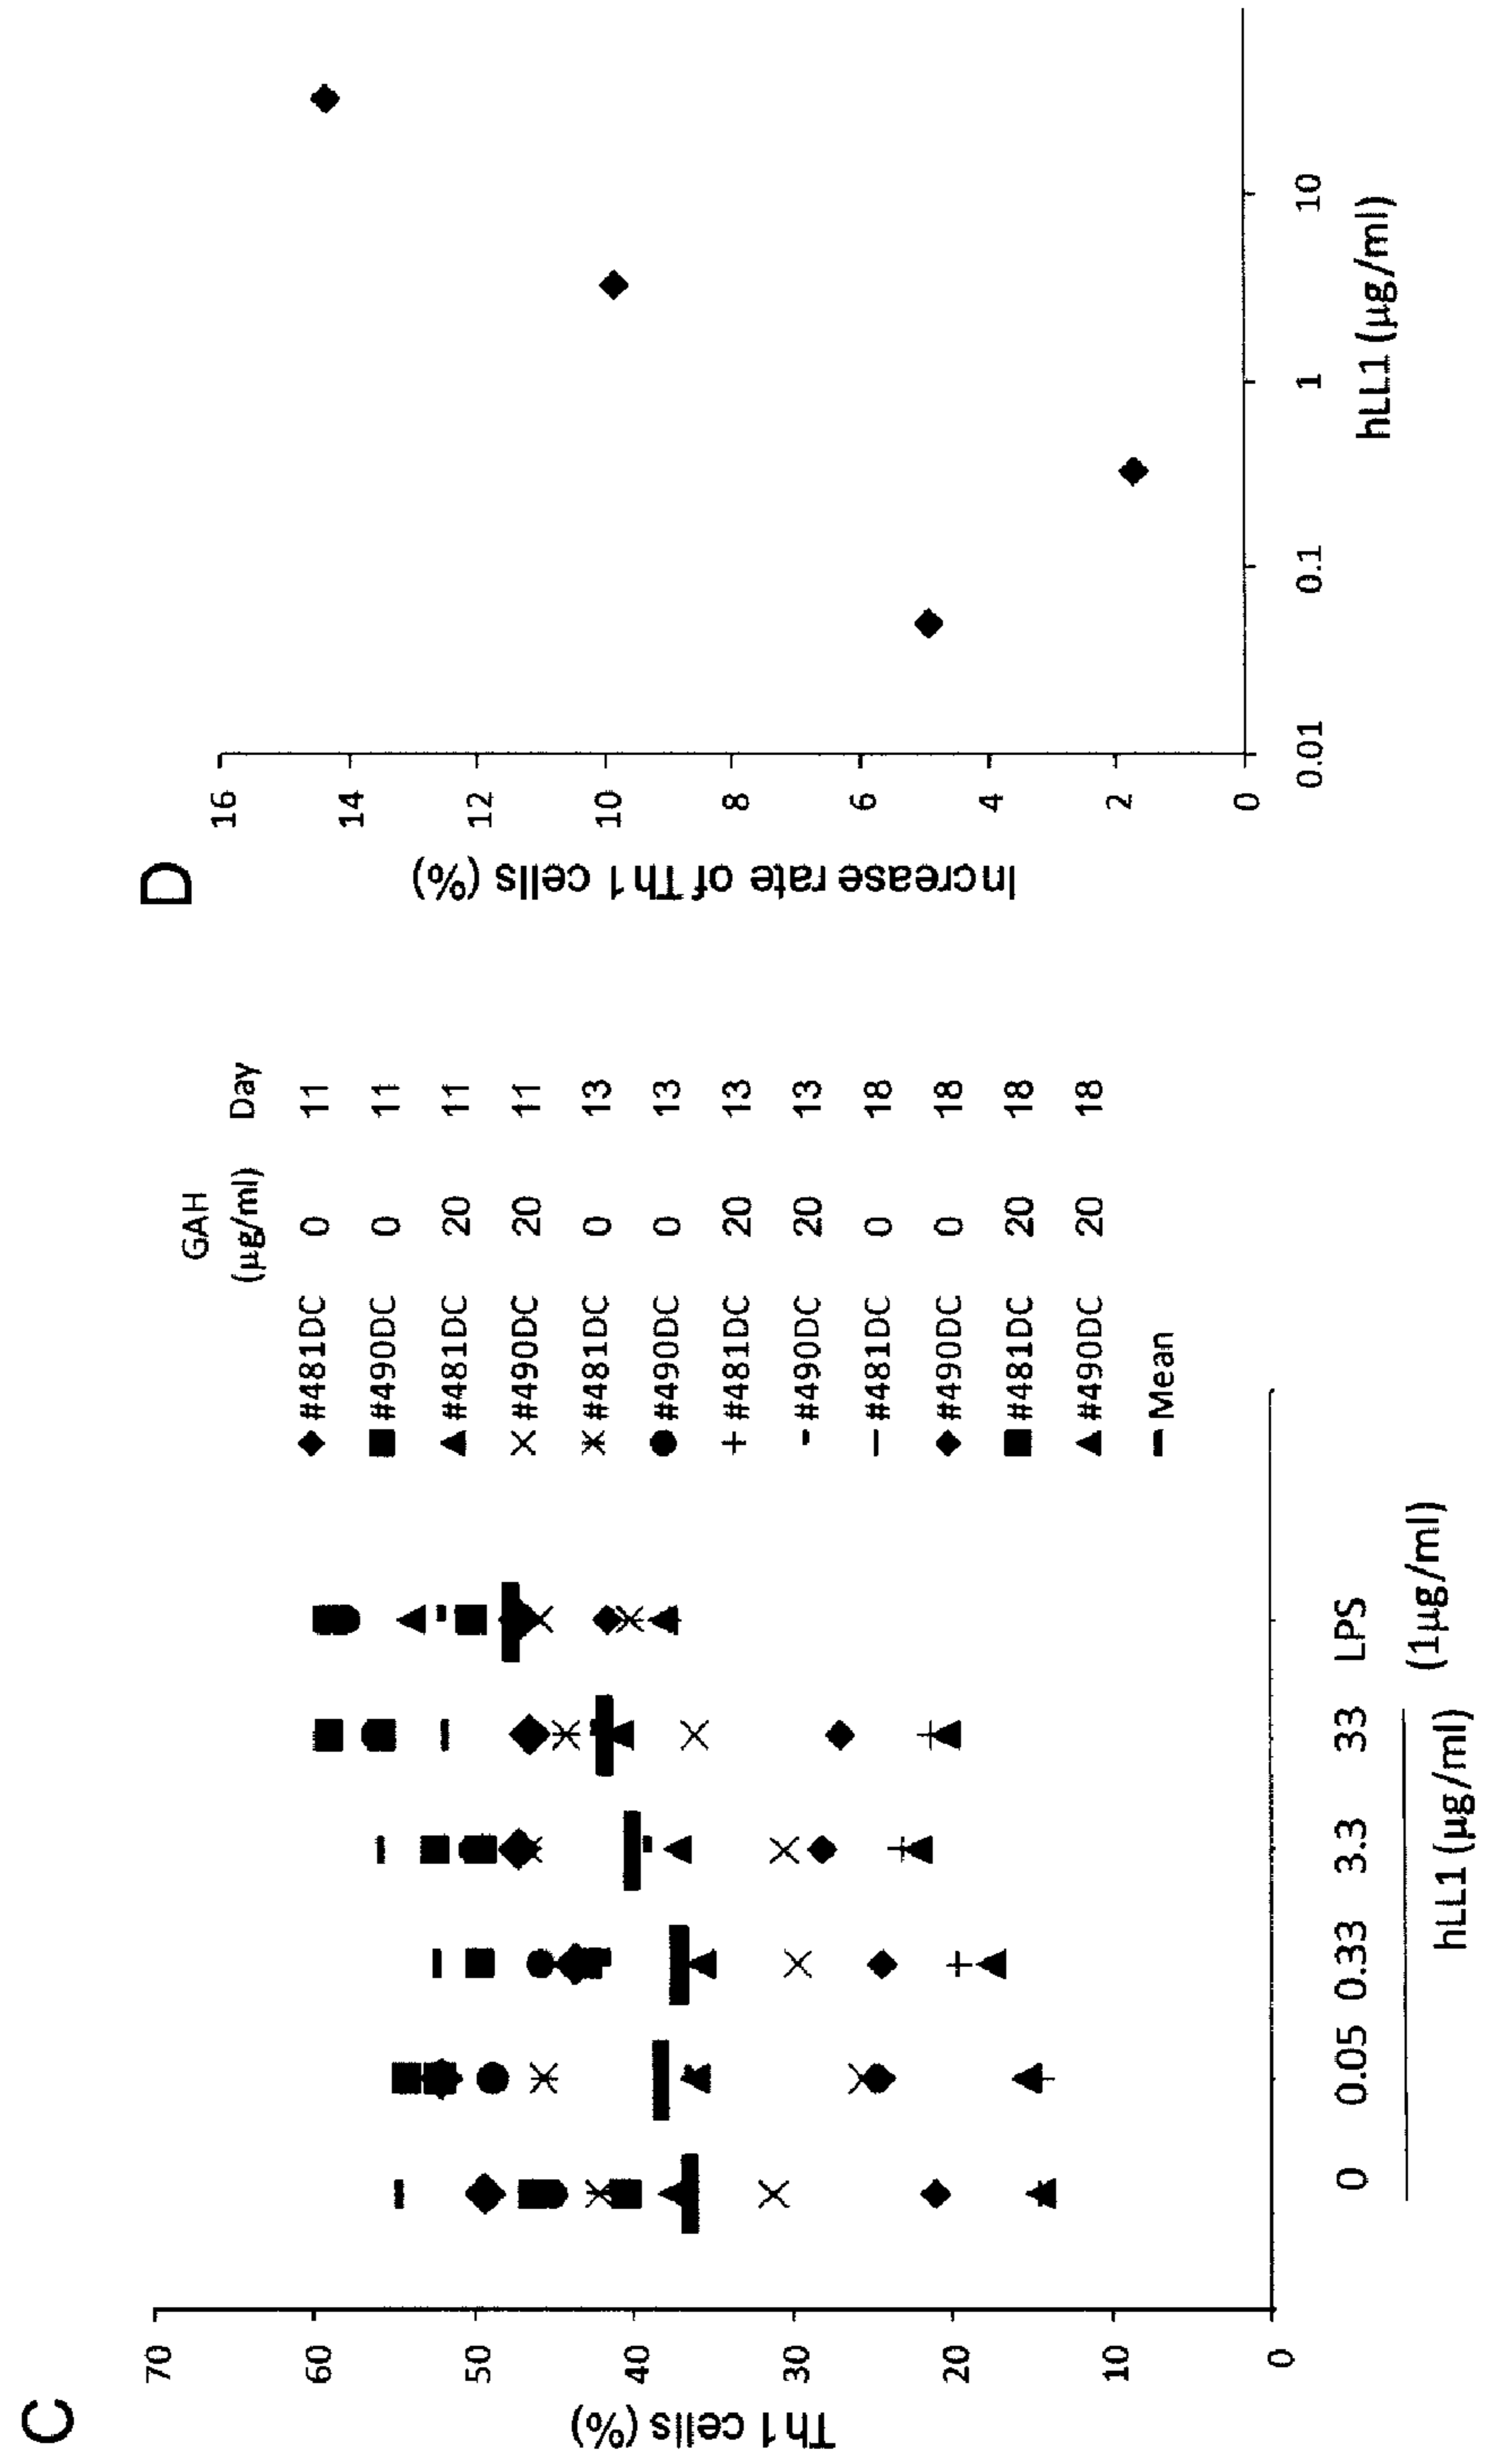 C
Th1 cells (%)
70
60
50
40
30
20
10
0
0 0.05 0.33 3.3 33 LPS
hLL1 (µg/ml) (1µg/ml)
GAH
(µg/ml) Day
#481DC 0 11
#490DC 0 11
#481DC 20 11
#490DC 20 11
#481DC 0 13
#490DC 0 13
#481DC 20 13
#490DC 20 13
#481DC 0 18
#490DC 0 18
#481DC 20 18
#490DC 20 18
Mean
D
Increase rate of Th1 cells (%)
16
14
12
10
8
6
4
2
0
0.01 0.1 1 10
hLL1 (µg/ml)